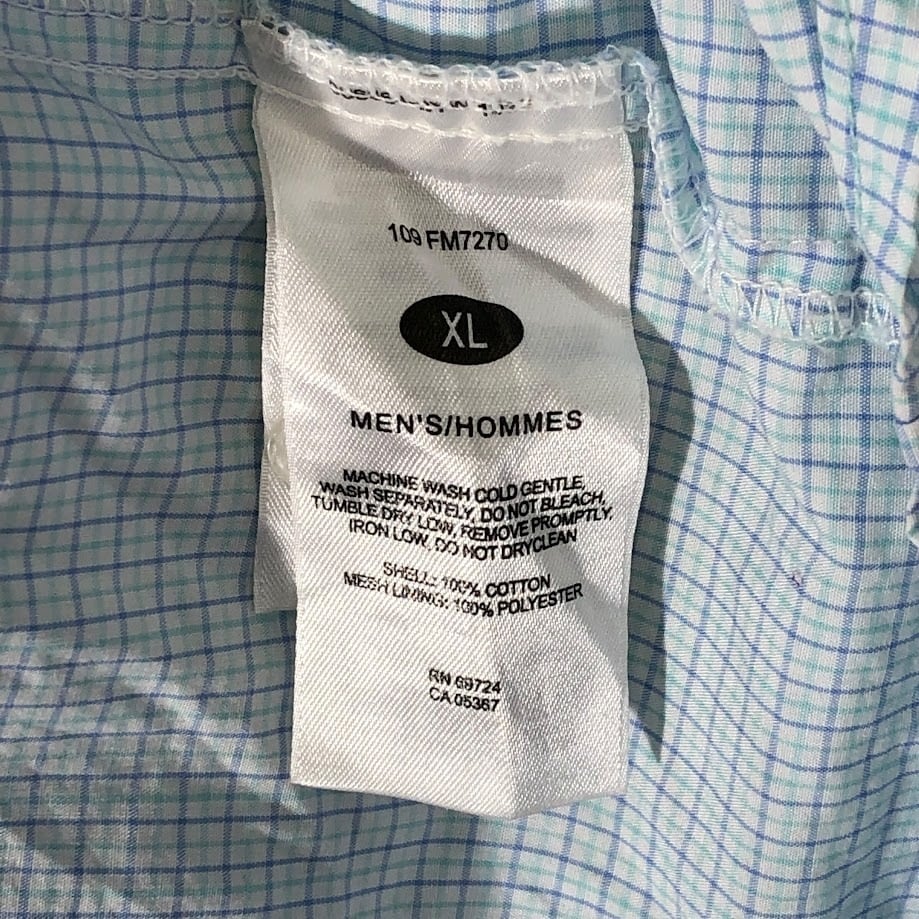 109 FM7270
XL
MEN'S/HOMMES
MACHINE WASH COLD GENTLE,
WASH SEPARATELY, DO NOT BLEACH,
TUMBLE DRY LOW, REMOVE PROMPTLY,
IRON LOW, DO NOT DRYCLEAN
SHELL: 100% COTTON
MESH LINING: 100% POLYESTER
RN 69724
CA 05367